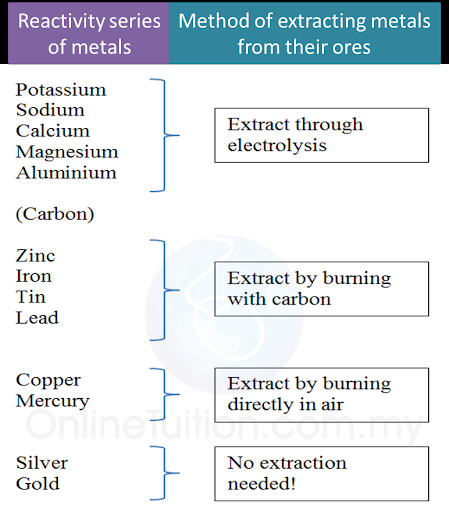 Reactivity series
of metals
Method of extracting metals
from their ores
Potassium
Sodium
Calcium
Magnesium
Aluminium
Extract through
electrolysis
(Carbon)
Zinc
Iron
Tin
Lead
Extract by burning
with carbon
Copper
Mercury
Extract by burning
directly in air
OnlineTuition.com.my
Silver
Gold
No extraction
needed!